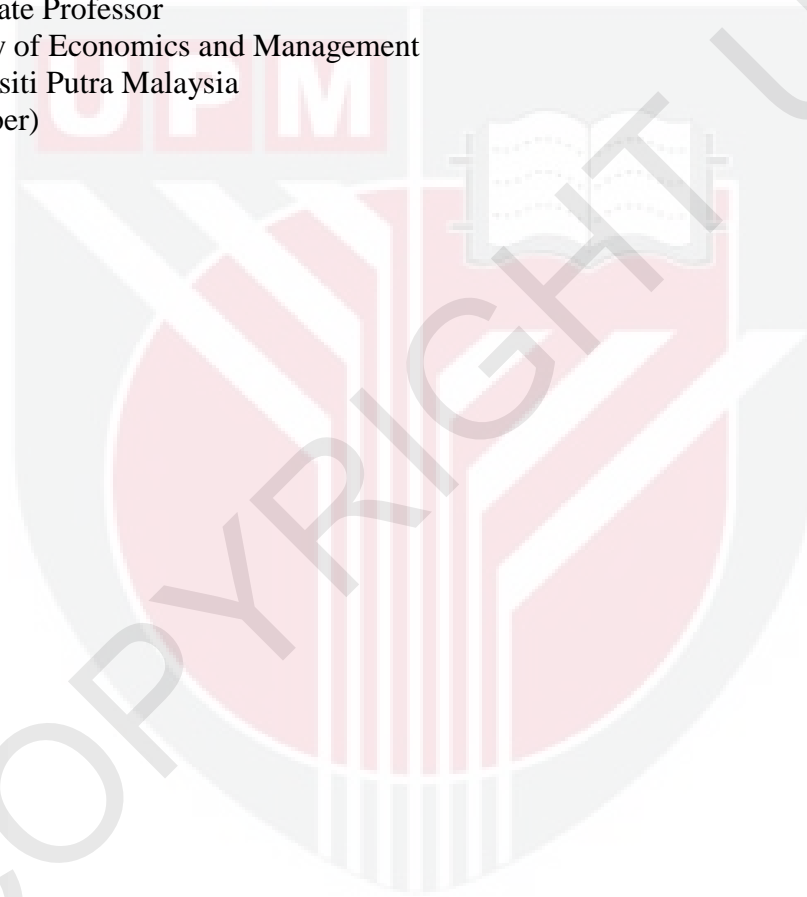 ate Professor
y of Economics and Management
siti Putra Malaysia
ber)
UPM
COPYRIGHT U